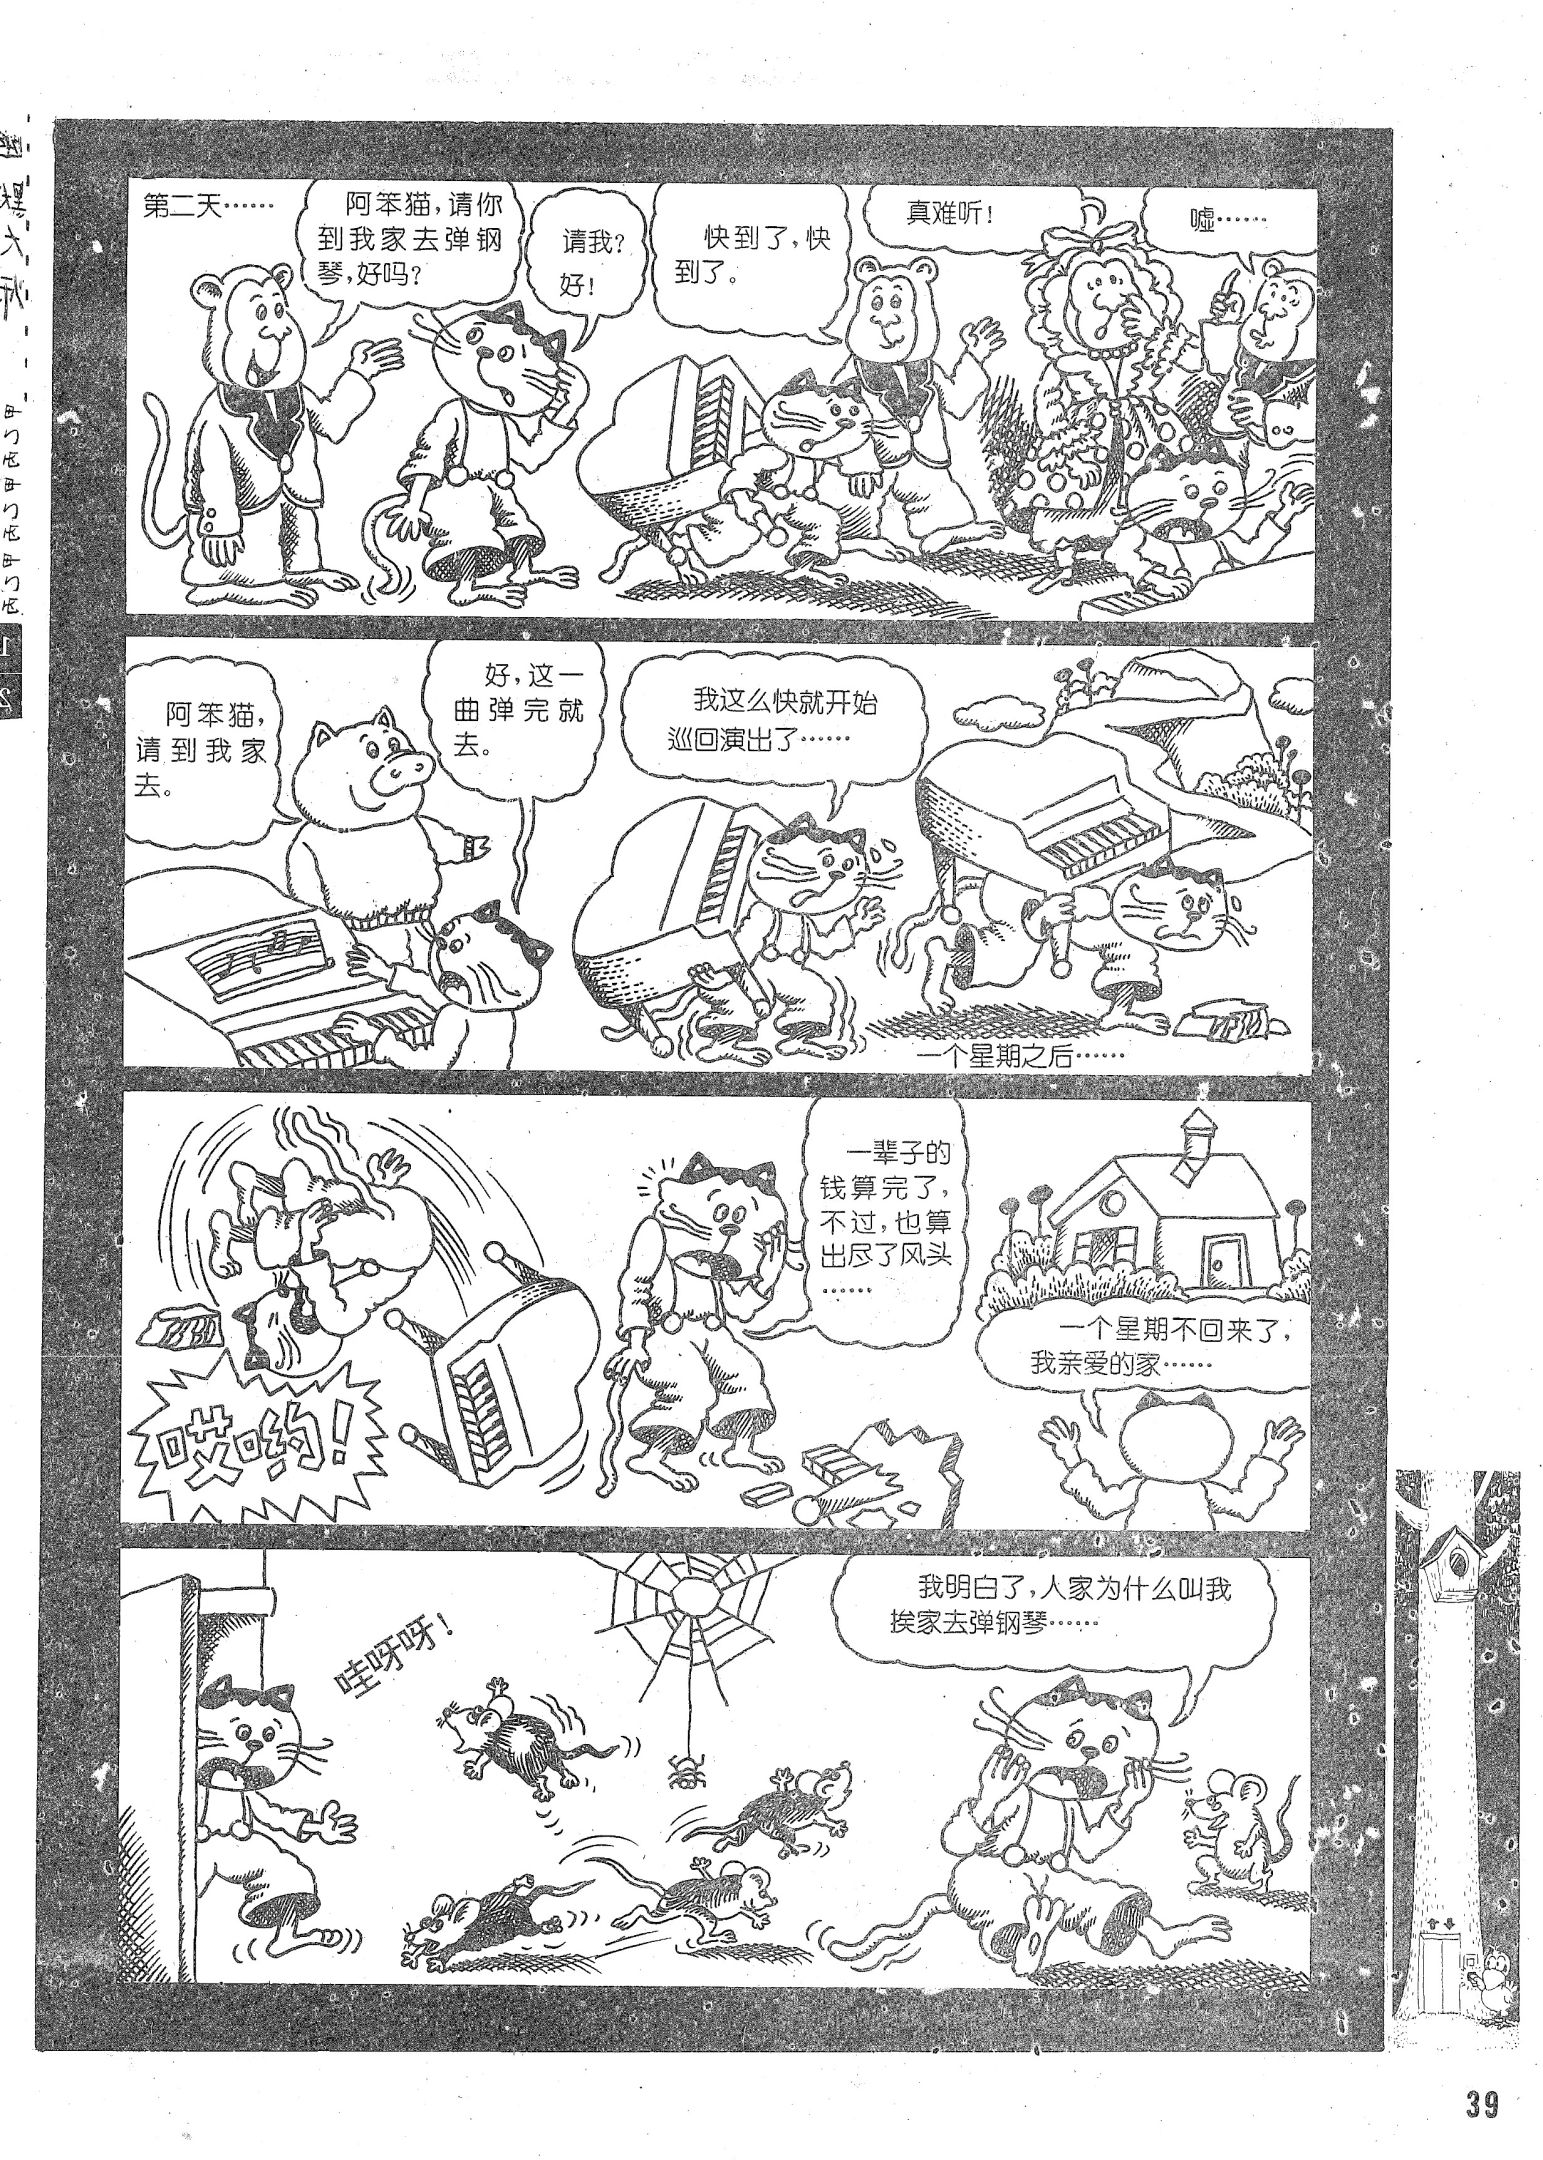 第二天……
阿笨猫，请你
到我家去弹钢
琴，好吗？
请我？
好！
快到了，快
到了。
真难听！
嘘……
阿笨猫，
请到我家
去。
好，这一
曲弹完就
去。
我这么快就开始
巡回演出了……
一个星期之后……
哎哟！
一辈子的
钱算完了，
不过，也算
出尽了风头
……
一个星期不回来了，
我亲爱的家……
哇呀呀！
我明白了，人家为什么叫我
挨家去弹钢琴……
39